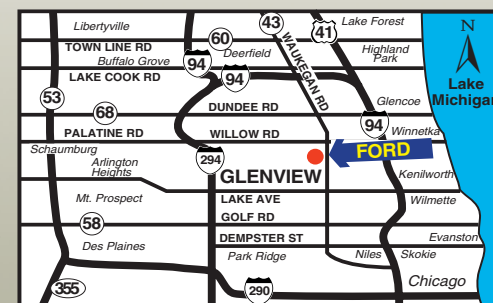 Libertyville
60
43
41
Lake Forest
N
TOWN LINE RD
Deerfield
Highland
Park
Buffalo Grove
WAUKEGAN RD
LAKE COOK RD
94
94
Lake
Michigan
53
68
DUNDEE RD
Glencoe
94
PALATINE RD
WILLOW RD
Winnetka
Schaumburg
FORD
Arlington
Heights
294
GLENVIEW
Kenilworth
Mt. Prospect
LAKE AVE
Wilmette
58
GOLF RD
DEMPSTER ST
Evanston
Des Plaines
Park Ridge
Niles
Skokie
355
290
Chicago